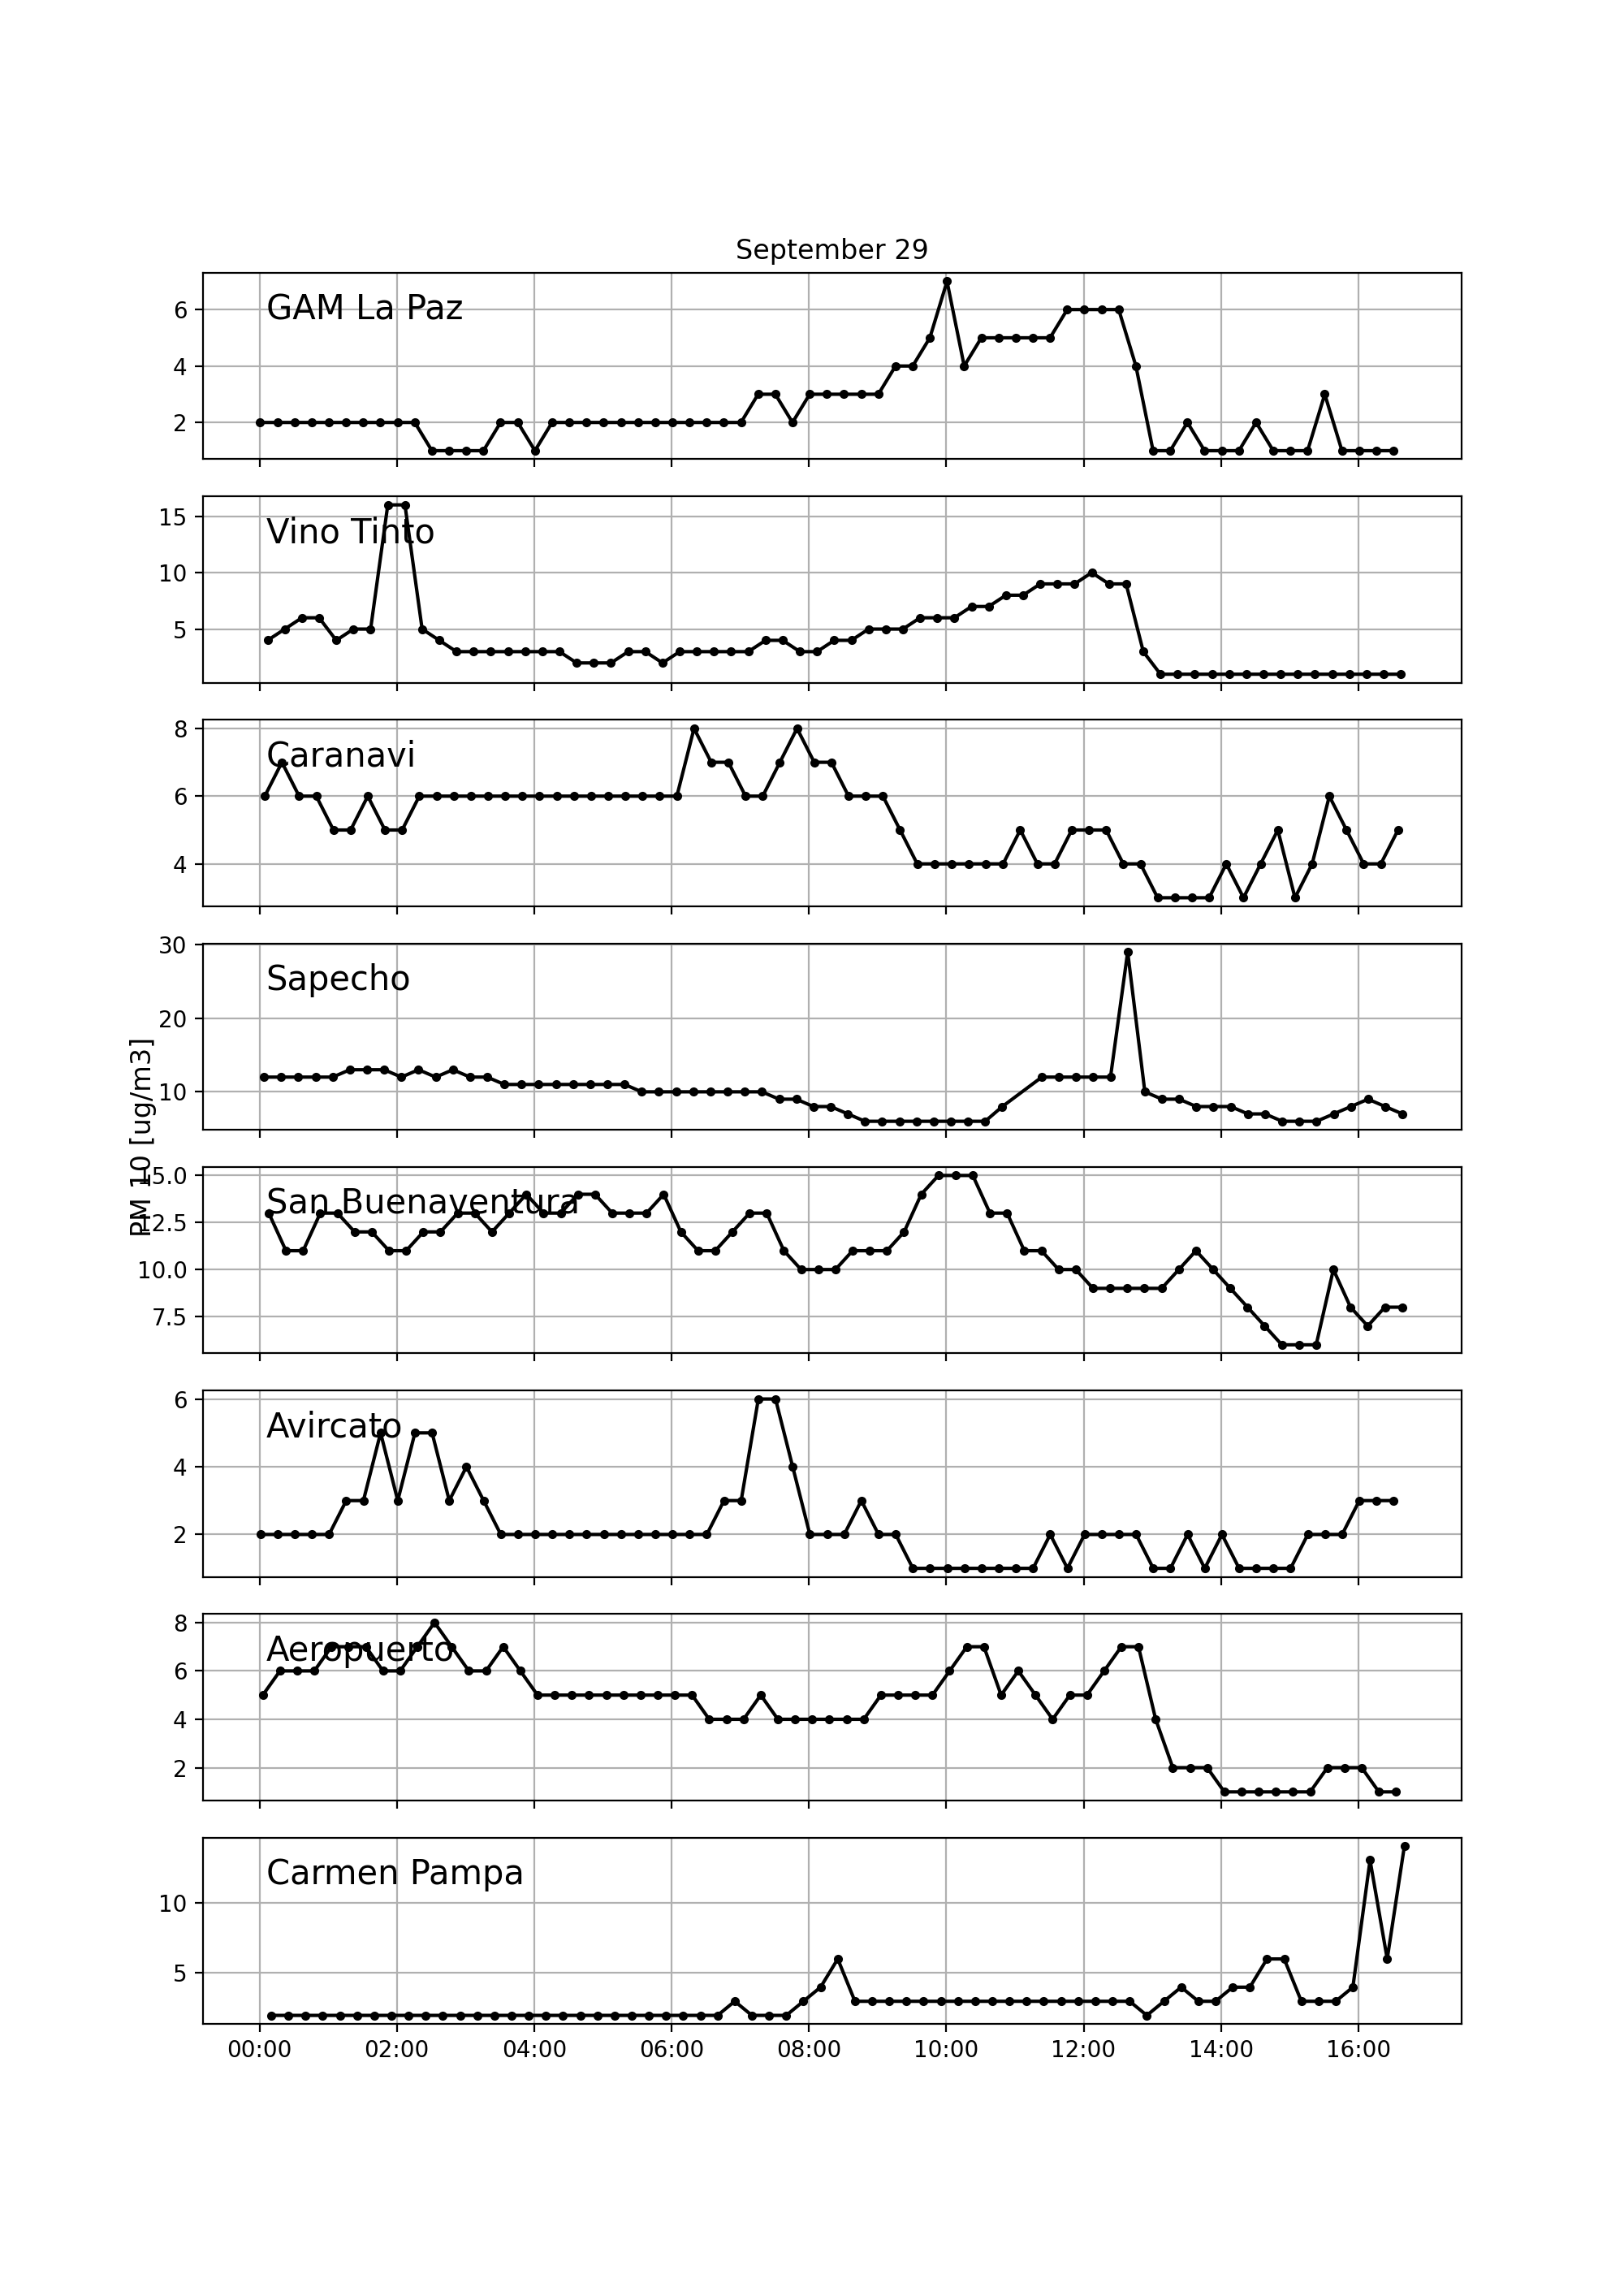 September 29
GAM La Paz
6
4
2
Vino Tinto
15
10
5
Caranavi
8
6
4
Sapecho
30
20
10
PM 10 [ug/m3]
San Buenaventura
15.0
12.5
10.0
7.5
Avircato
6
4
2
Aeropuerto
8
6
4
2
Carmen Pampa
10
5
00:00 02:00 04:00 06:00 08:00 10:00 12:00 14:00 16:00